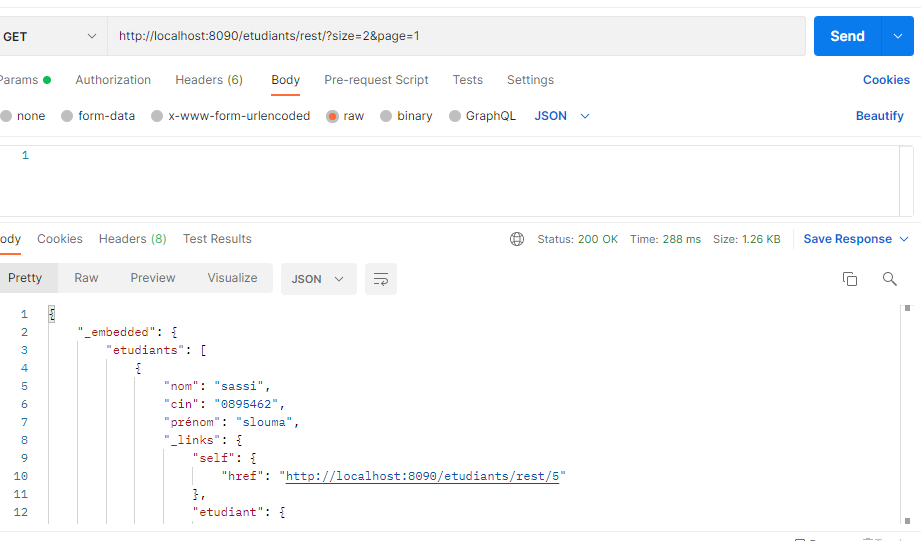 GET http://localhost:8090/etudiants/rest/?size=2&page=1 Send
Params Authorization Headers (6) Body Pre-request Script Tests Settings Cookies
none form-data x-www-form-urlencoded raw binary GraphQL JSON Beautify
1
ody Cookies Headers (8) Test Results Status: 200 OK Time: 288 ms Size: 1.26 KB Save Response
Pretty Raw Preview Visualize JSON
1 {
2 "_embedded": {
3 "etudiants": [
4 {
5 "nom": "sassi",
6 "cin": "0895462",
7 "prénom": "slouma",
8 "_links": {
9 "self": {
10 "href": "http://localhost:8090/etudiants/rest/5"
11 },
12 "etudiant": {